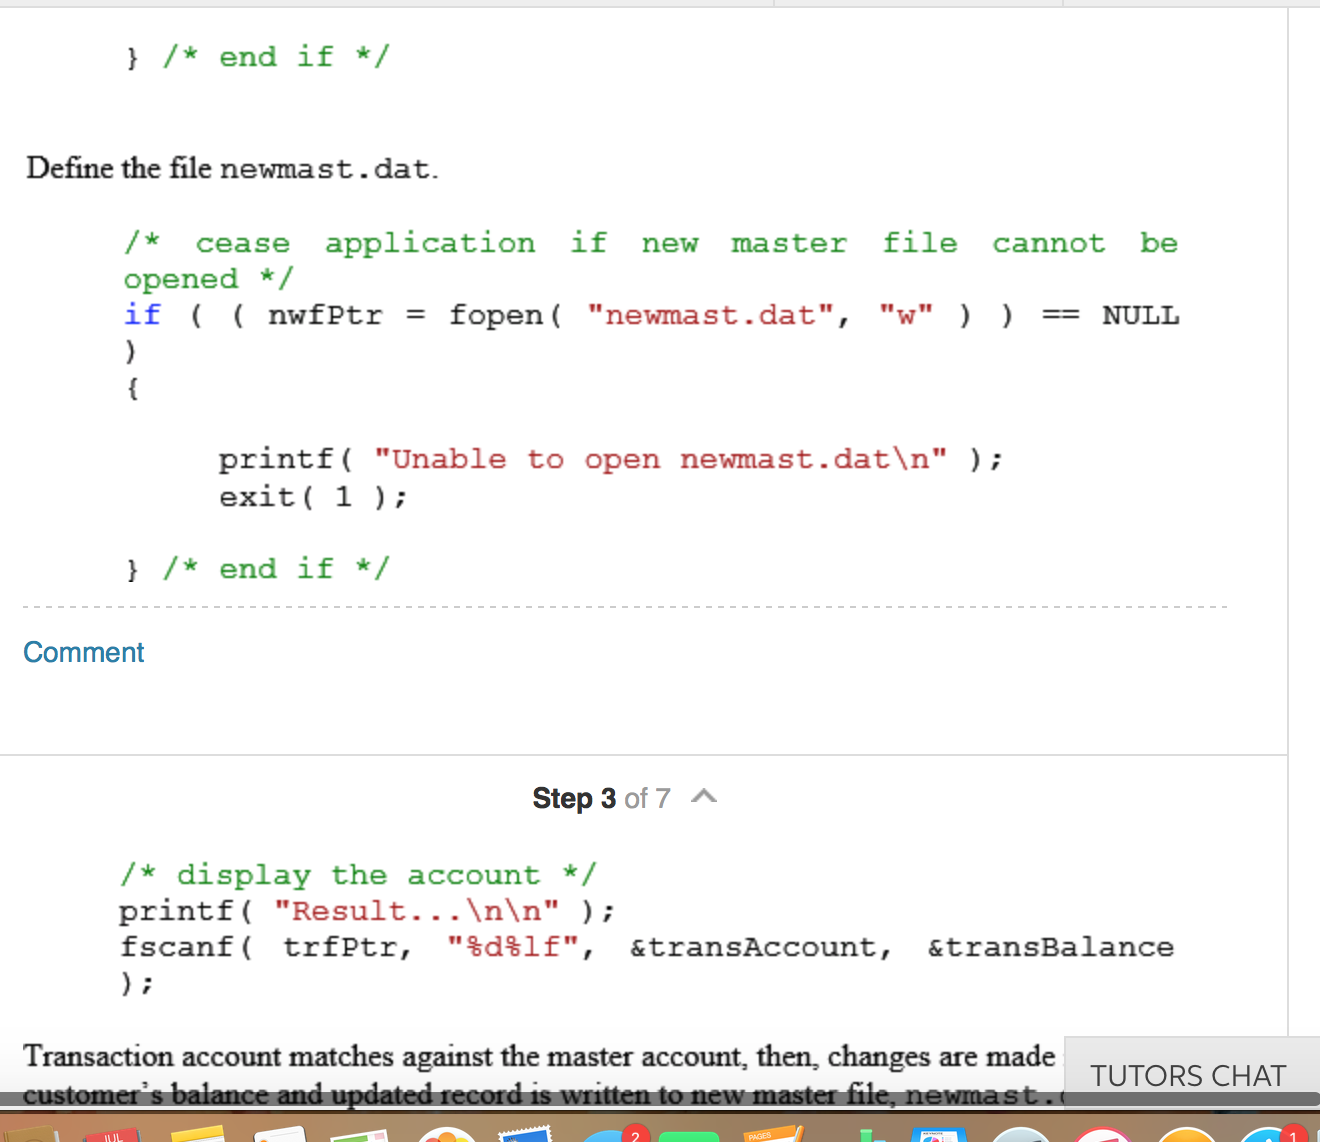 } /* end if */
Define the file newmast.dat.
/* cease application if new master file cannot be
opened */
if ( ( nwfPtr = fopen( "newmast.dat", "w" ) ) == NULL
)
{
printf( "Unable to open newmast.dat\n" );
exit( 1 );
} /* end if */
Comment
Step 3 of 7
/* display the account */
printf( "Result...\n\n" );
fscanf( trfPtr, "%d%lf", &transAccount, &transBalance
);
Transaction account matches against the master account, then, changes are made
customer's balance and updated record is written to new master file, newmast.
TUTORS CHAT
JUL
2
PAGES
1